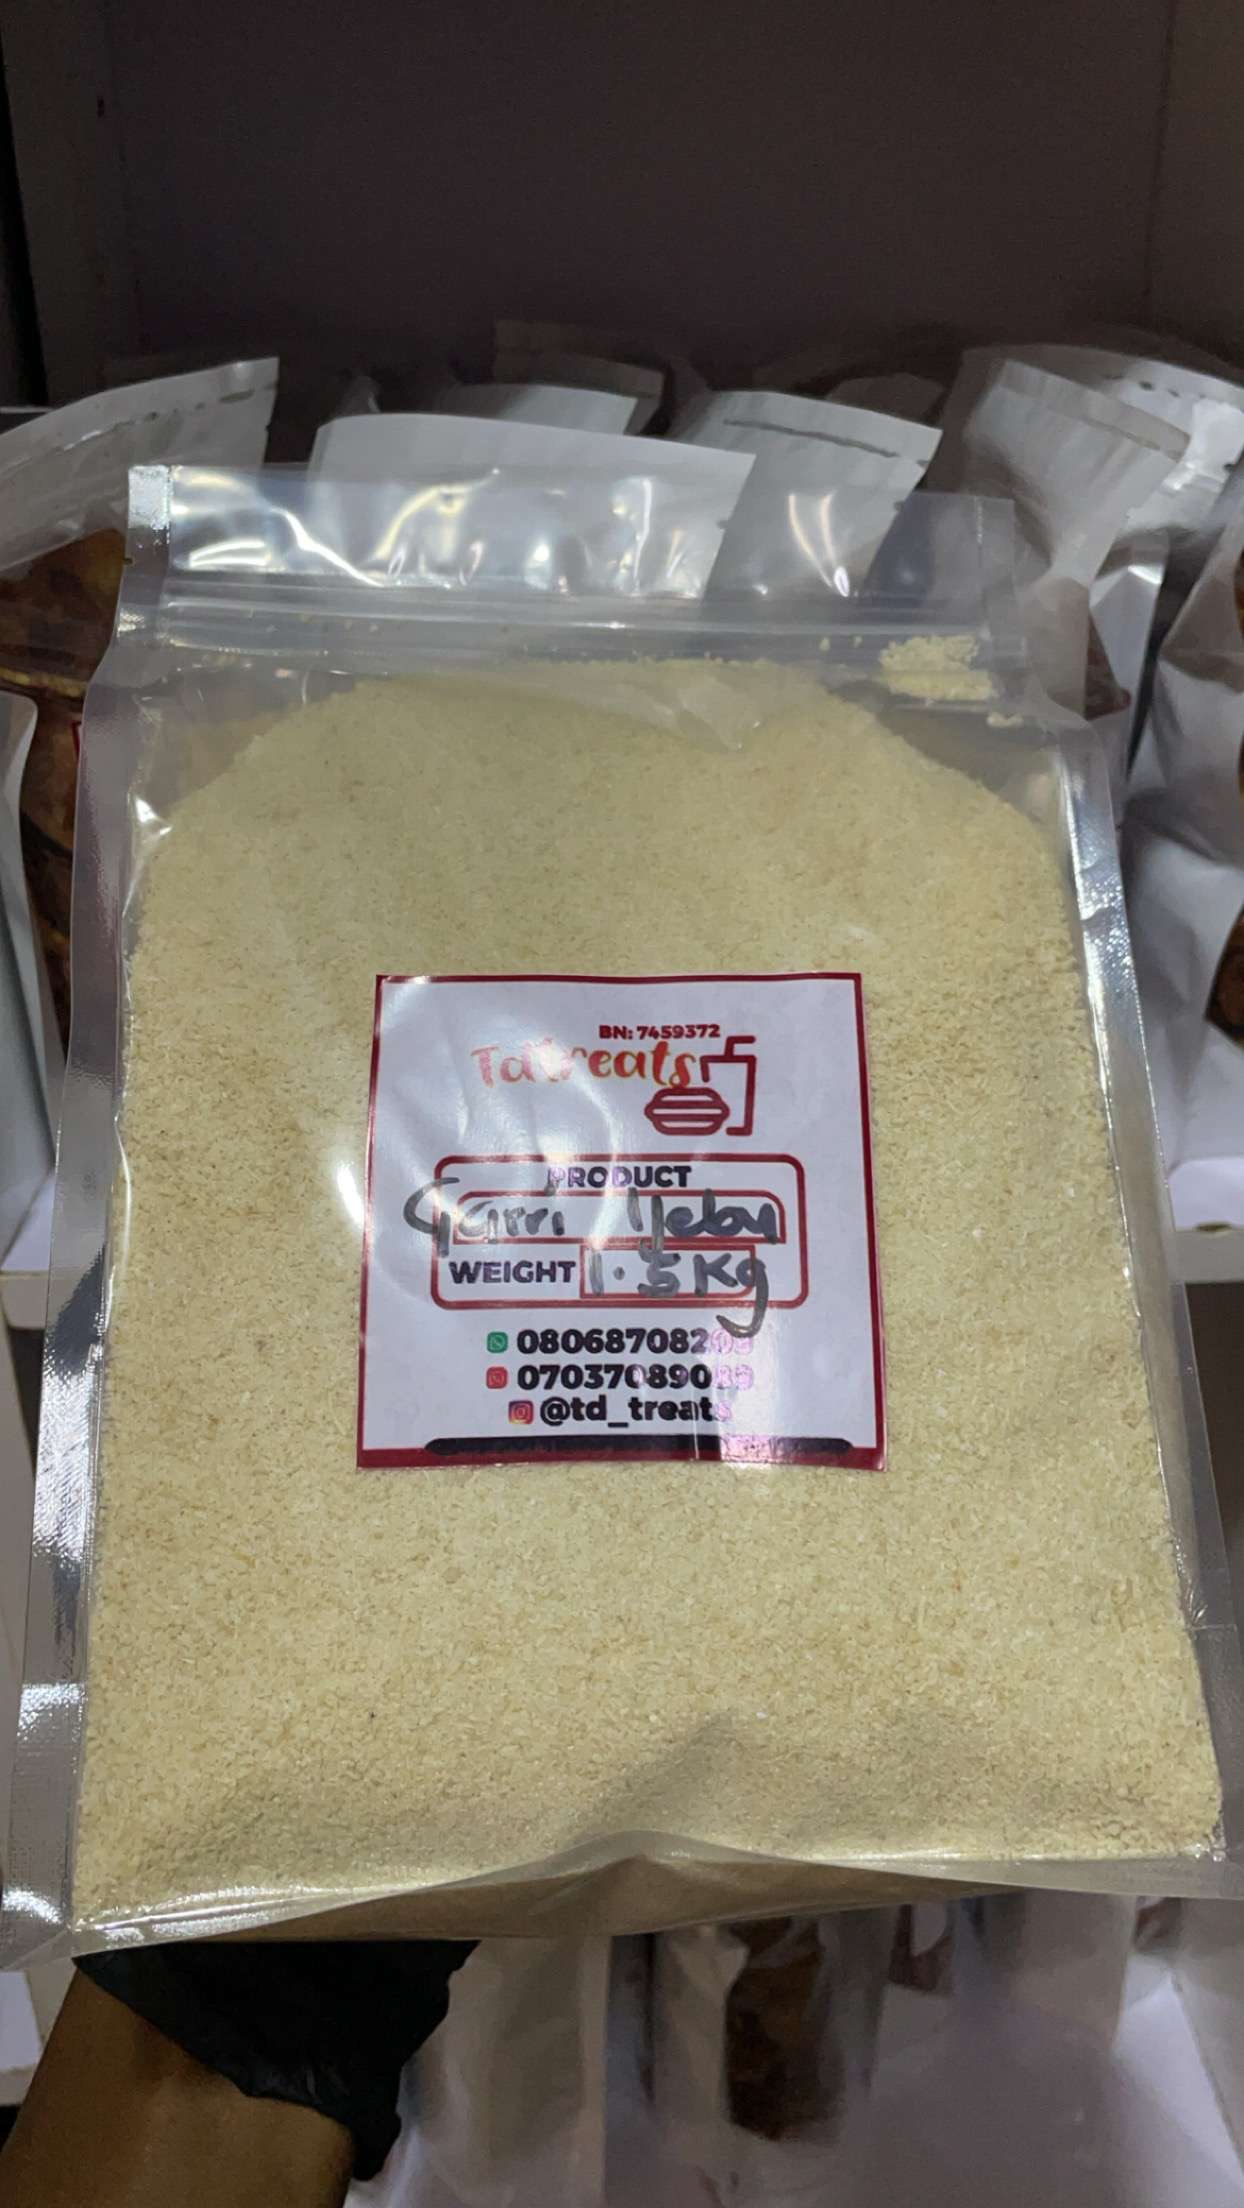 BN: 7459372
Tdtreats
PRODUCT
Garri Ijebu
WEIGHT 1.5Kg
@td_treats